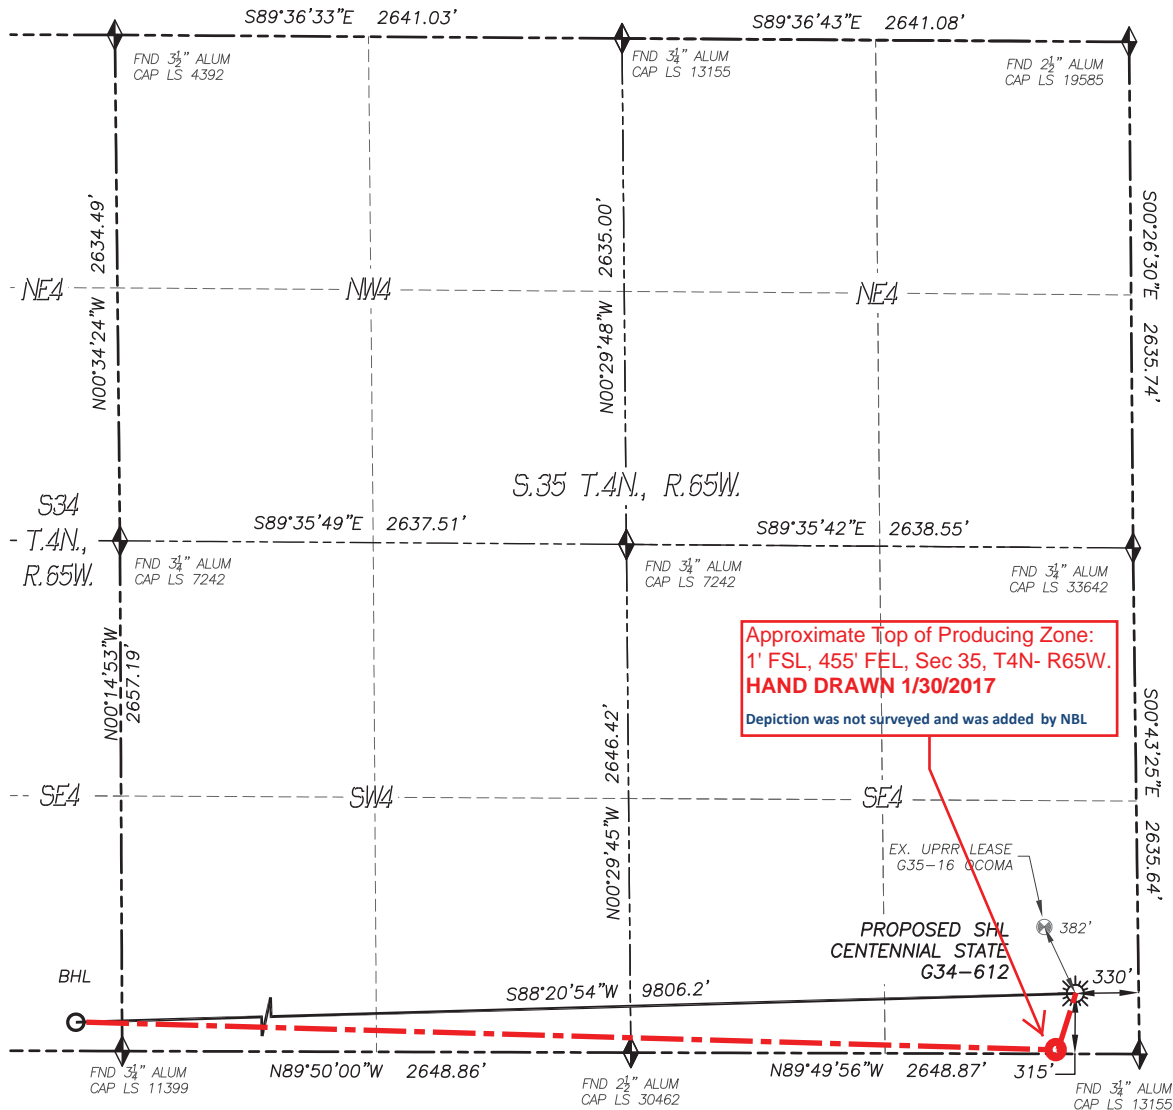 S89°36'33"E 2641.03'
S89°36'43"E 2641.08'
FND 3½" ALUM
CAP LS 4392
FND 3¼" ALUM
CAP LS 13155
FND 2½" ALUM
CAP LS 19585
N00°34'24"W 2634.49'
N00°29'48"W 2635.00'
S00°26'30"E 2635.74'
NE4
NW4
NE4
S.35 T.4N., R.65W.
S34
T.4N.,
R.65W.
S89°35'49"E 2637.51'
S89°35'42"E 2638.55'
FND 3¼" ALUM
CAP LS 7242
FND 3¼" ALUM
CAP LS 7242
FND 3¼" ALUM
CAP LS 33642
Approximate Top of Producing Zone:
1' FSL, 455' FEL, Sec 35, T4N- R65W.
HAND DRAWN 1/30/2017
Depiction was not surveyed and was added by NBL
N00°14'53"W
2657.19'
N00°29'45"W 2646.42'
S00°43'25"E 2635.64'
SE4
SW4
SE4
EX. UPRR LEASE
G35-16 OCOMA
382'
PROPOSED SHL
CENTENNIAL STATE
G34-612
330'
BHL
S88°20'54"W 9806.2'
N89°50'00"W 2648.86'
N89°49'56"W 2648.87'
315'
FND 3¼" ALUM
CAP LS 11399
FND 2½" ALUM
CAP LS 30462
FND 3¼" ALUM
CAP LS 13155